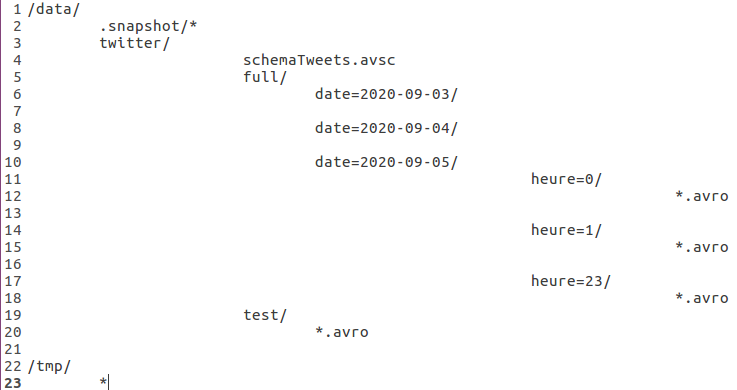 1 /data/
2 .snapshot/*
3 twitter/
4 schemaTweets.avsc
5 full/
6 date=2020-09-03/
7
8 date=2020-09-04/
9
10 date=2020-09-05/
11 heure=0/
12 *.avro
13
14 heure=1/
15 *.avro
16
17 heure=23/
18 *.avro
19 test/
20 *.avro
21
22 /tmp/
23 *